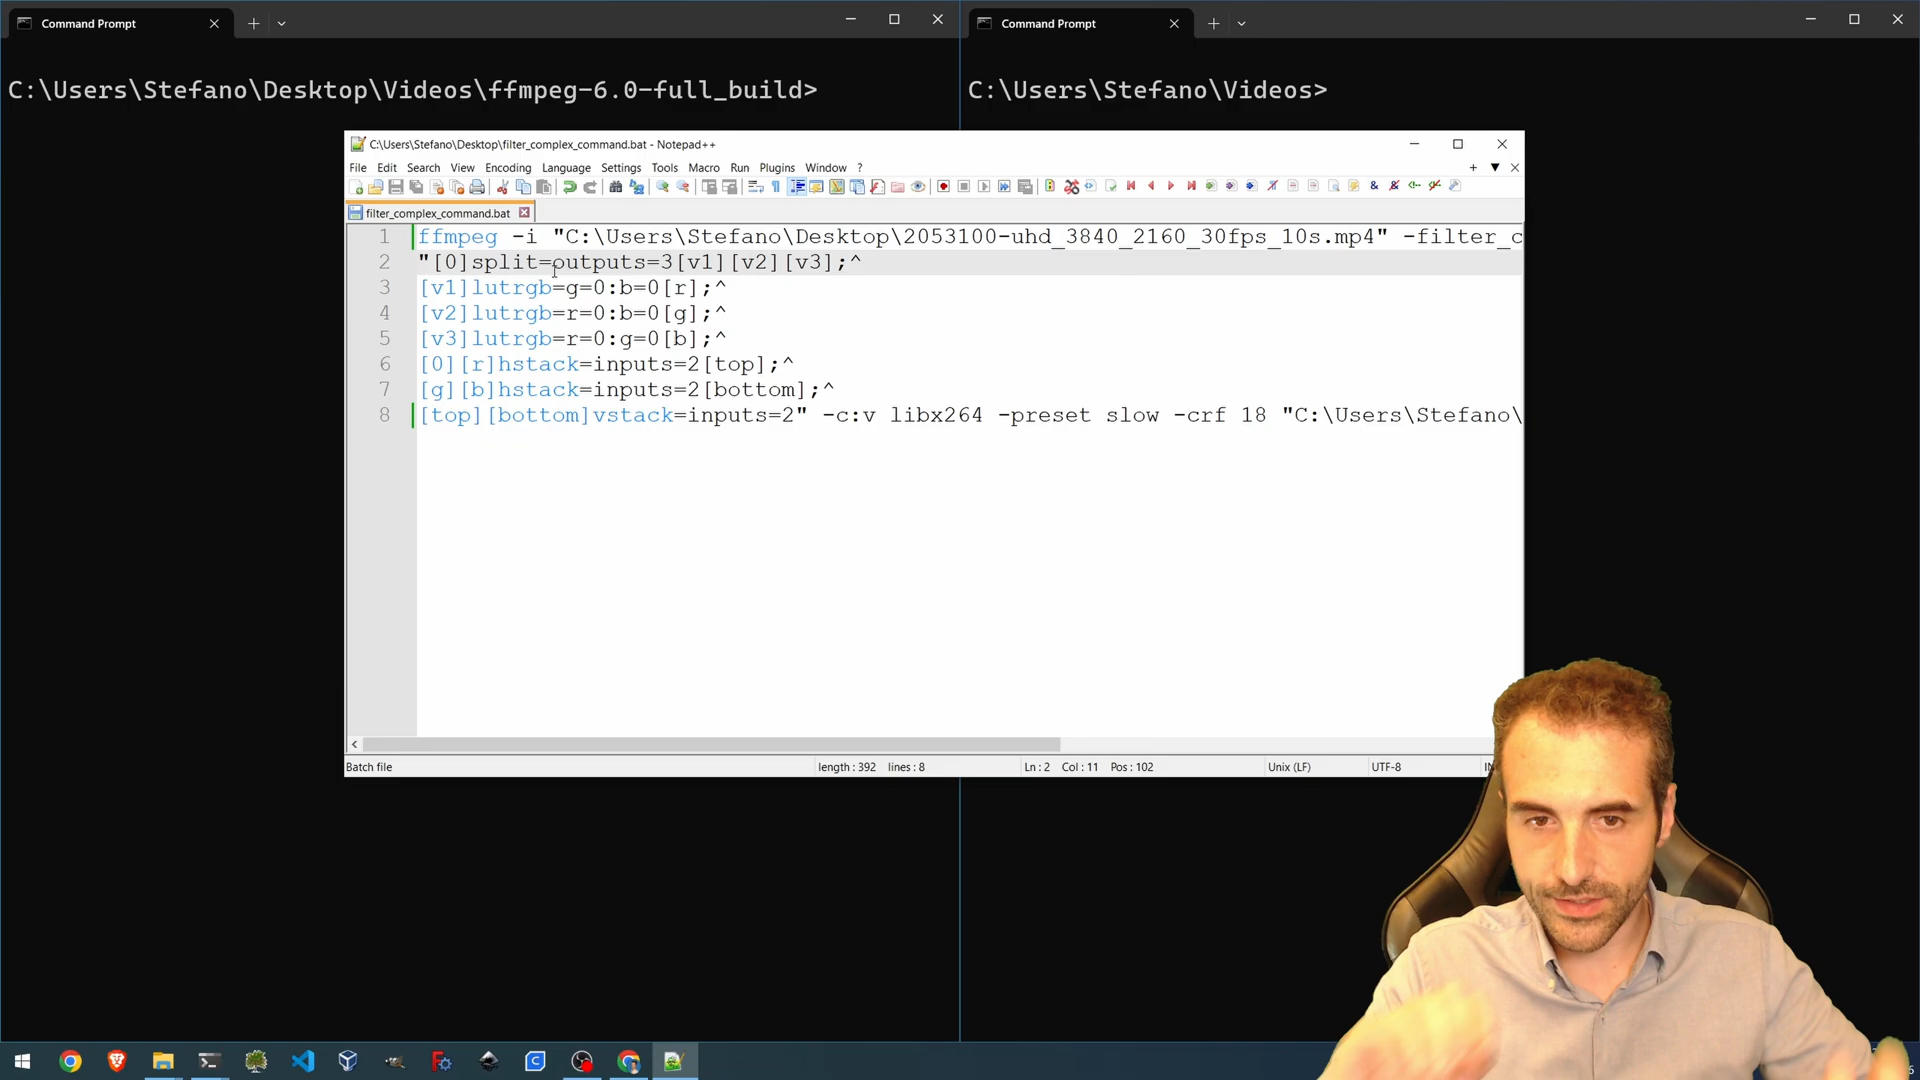 Command Prompt
Command Prompt
C:\Users\Stefano\Desktop\Videos\ffmpeg-6.0-full_build>
C:\Users\Stefano\Videos>
C:\Users\Stefano\Desktop\filter_complex_command.bat - Notepad++
File Edit Search View Encoding Language Settings Tools Macro Run Plugins Window ?
filter_complex_command.bat
1 ffmpeg -i "C:\Users\Stefano\Desktop\2053100-uhd_3840_2160_30fps_10s.mp4" -filter_c
2 "[0]split=outputs=3[v1][v2][v3];^
3 [v1]lutrgb=g=0:b=0[r];^
4 [v2]lutrgb=r=0:b=0[g];^
5 [v3]lutrgb=r=0:g=0[b];^
6 [0][r]hstack=inputs=2[top];^
7 [g][b]hstack=inputs=2[bottom];^
8 [top][bottom]vstack=inputs=2" -c:v libx264 -preset slow -crf 18 "C:\Users\Stefano\
Batch file length : 392 lines : 8 Ln : 2 Col : 11 Pos : 102 Unix (LF) UTF-8